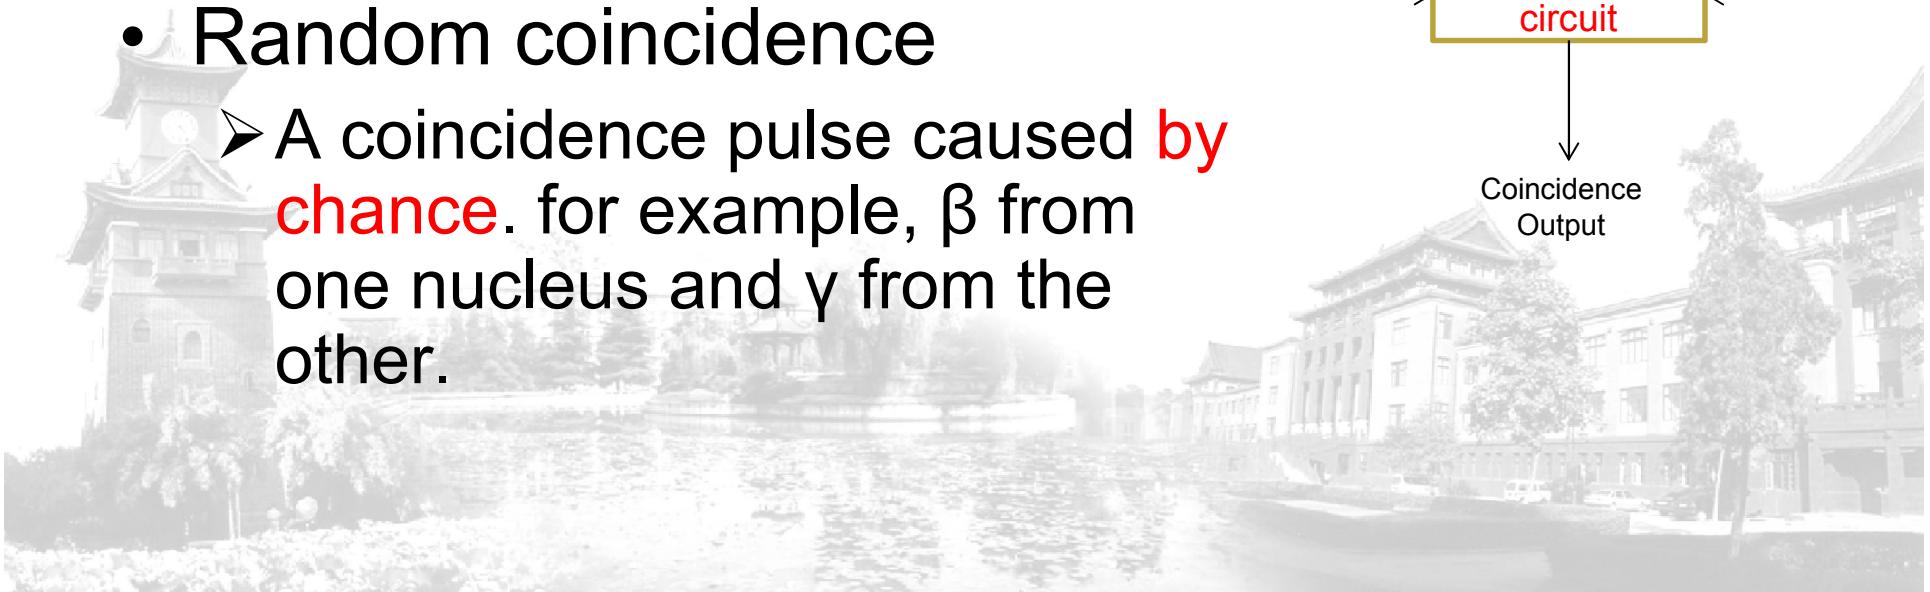 • Random coincidence
➢A coincidence pulse caused by
chance. for example, β from
one nucleus and γ from the
other.
circuit
Coincidence
Output